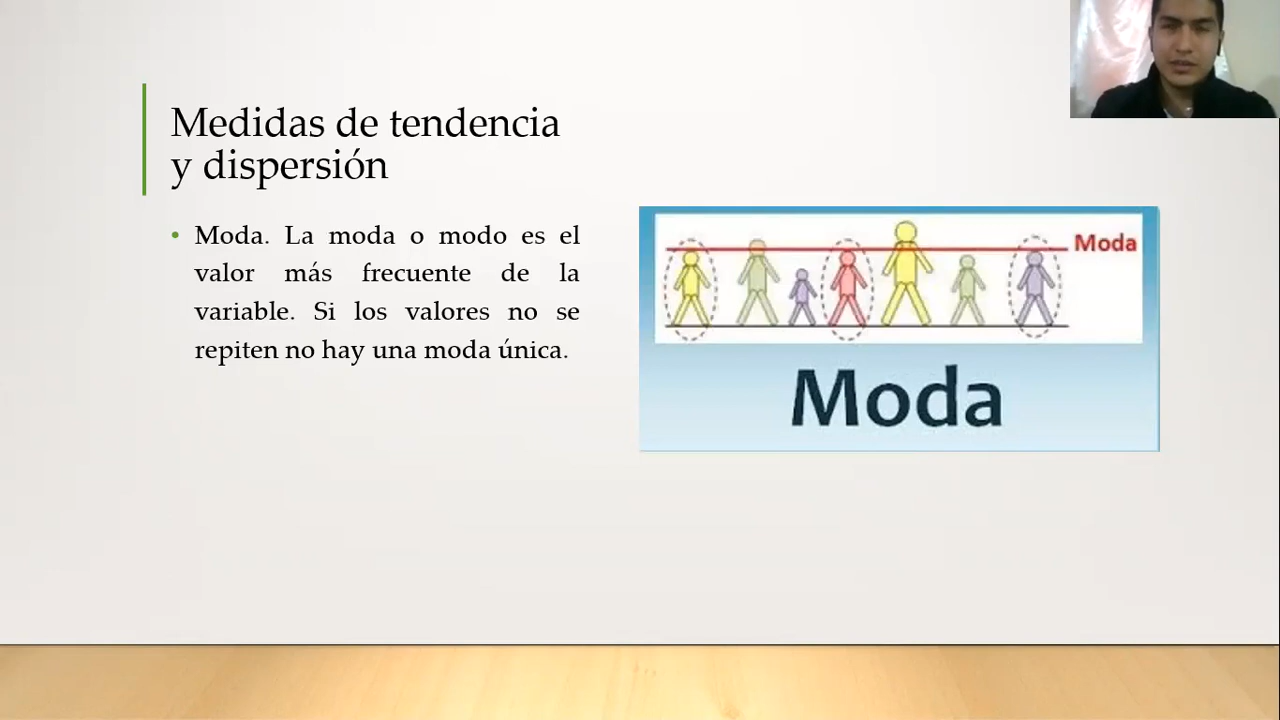 Medidas de tendencia
y dispersión
• Moda. La moda o modo es el
valor más frecuente de la
variable. Si los valores no se
repiten no hay una moda única.
Moda
Moda